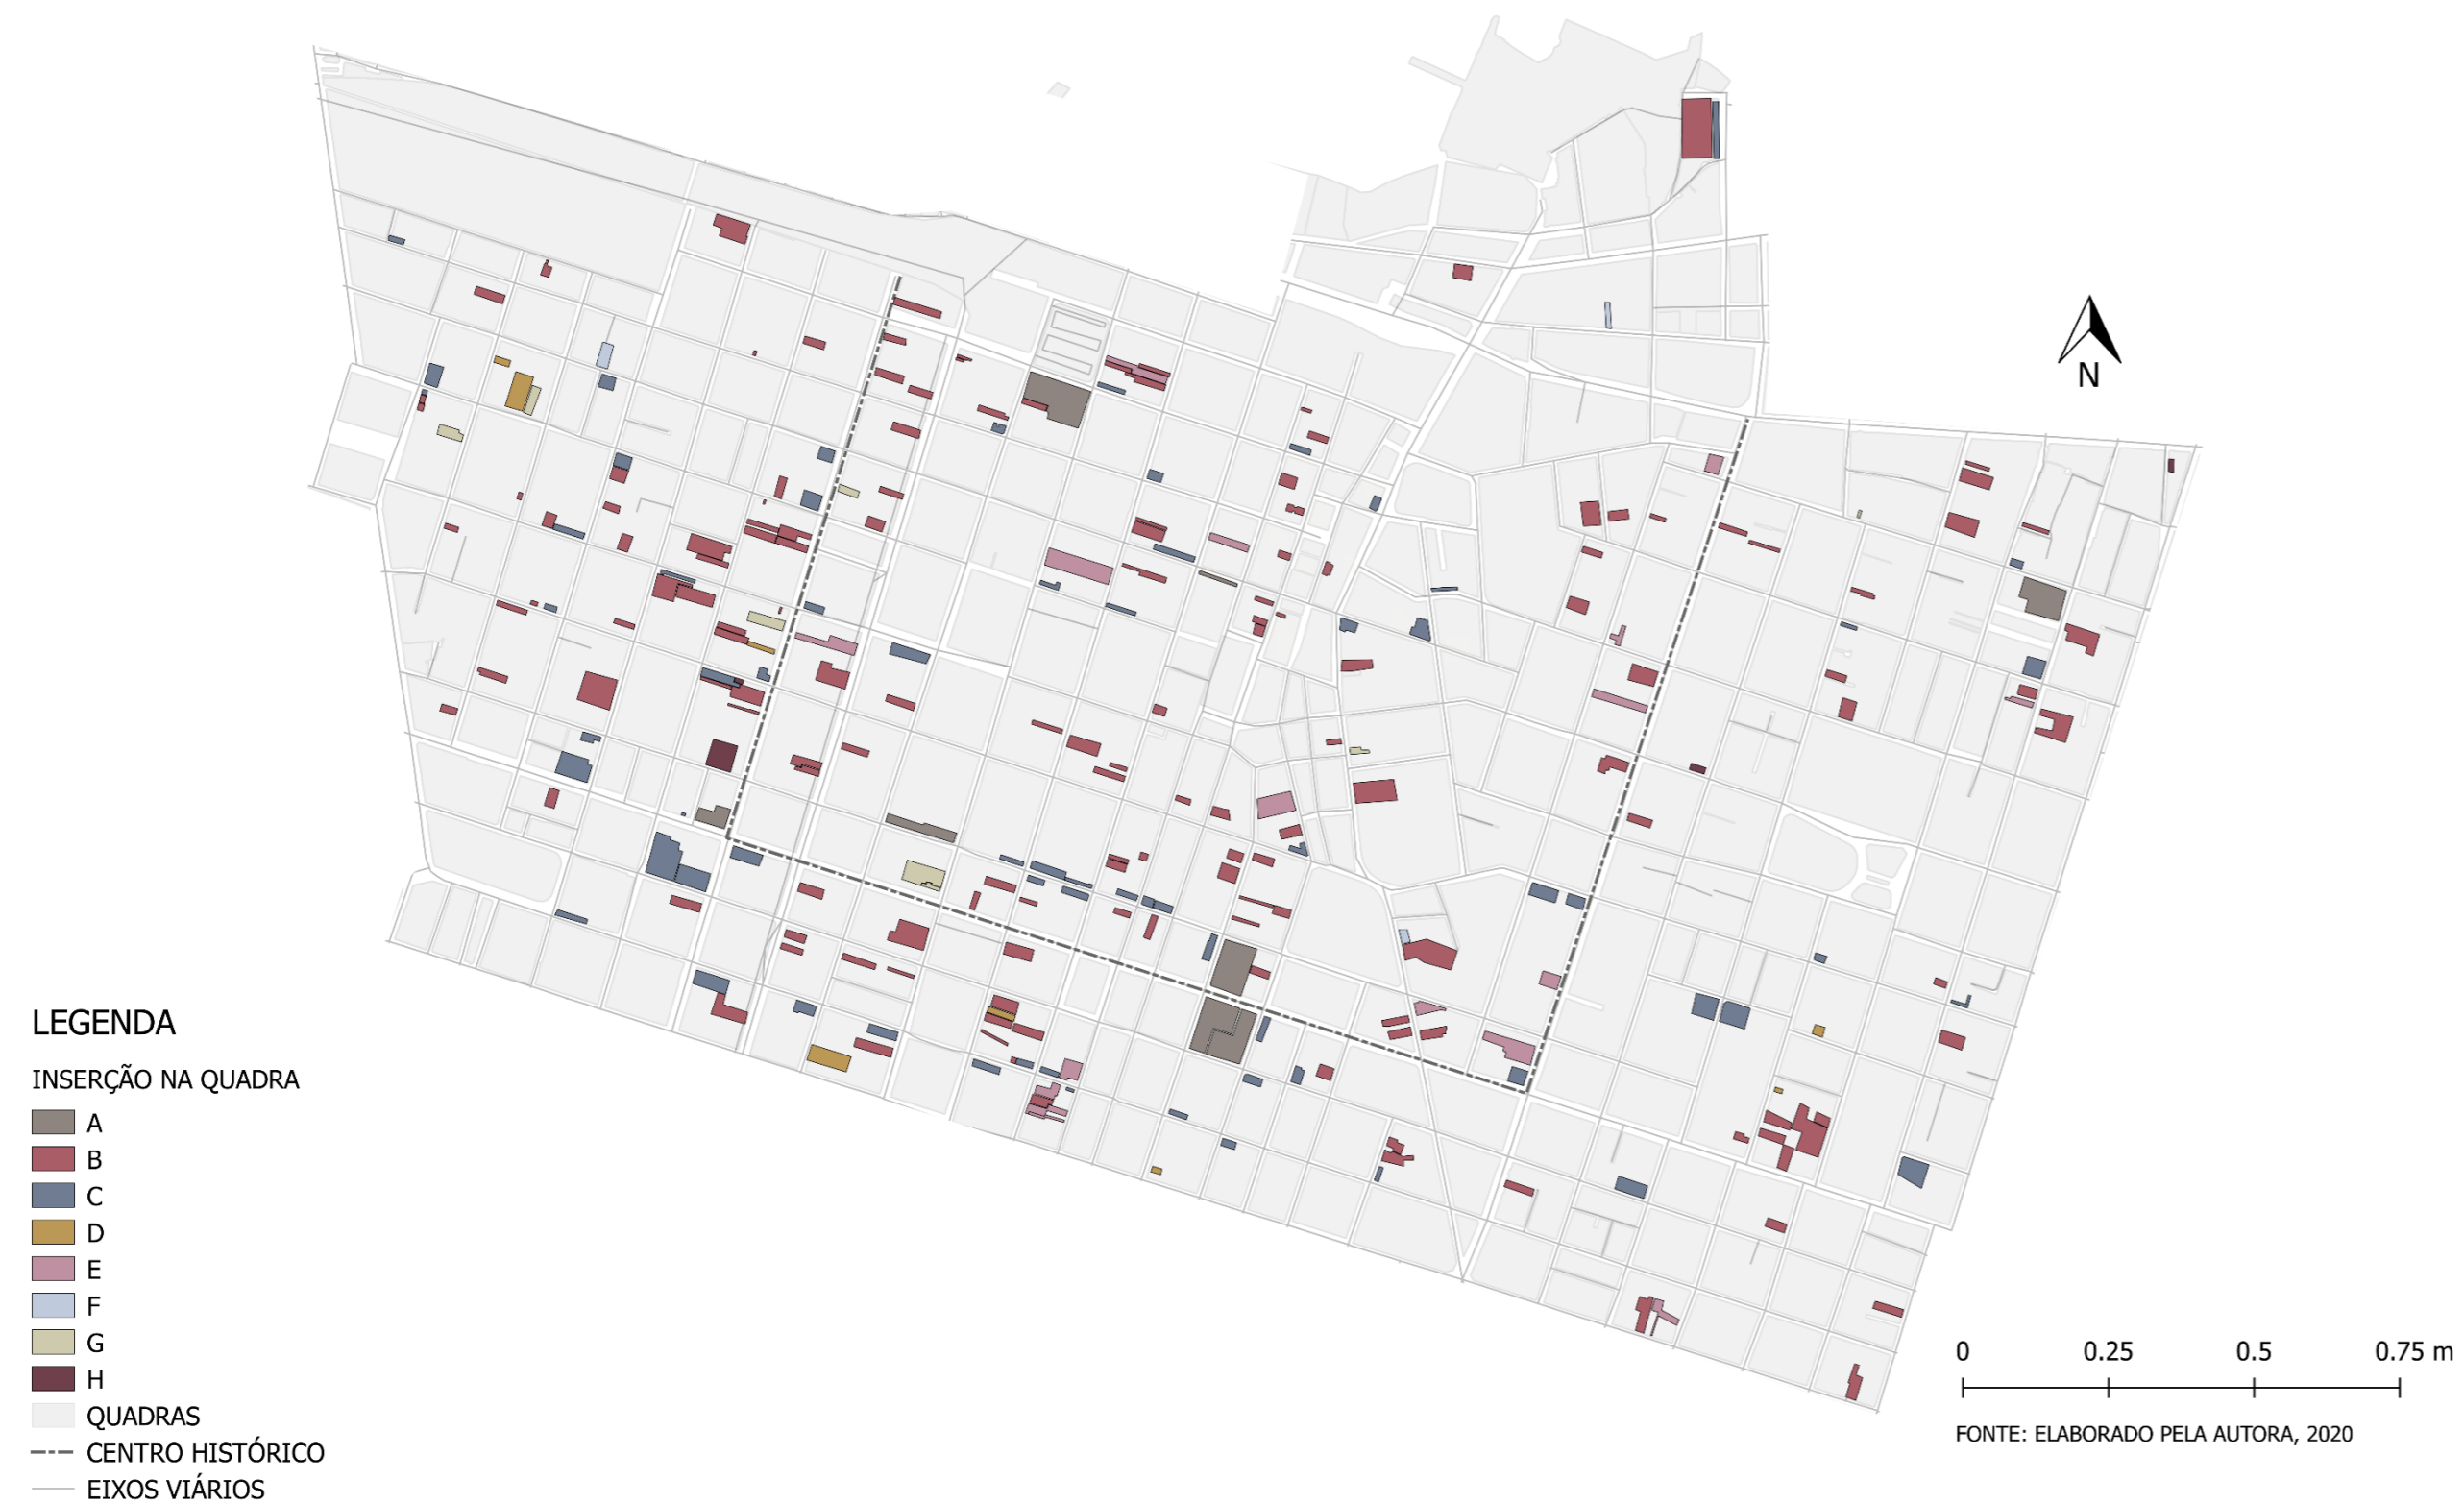 N
LEGENDA
INSERÇÃO NA QUADRA
A
B
C
D
E
F
G
H
QUADRAS
CENTRO HISTÓRICO
EIXOS VIÁRIOS
0 0.25 0.5 0.75 m
FONTE: ELABORADO PELA AUTORA, 2020